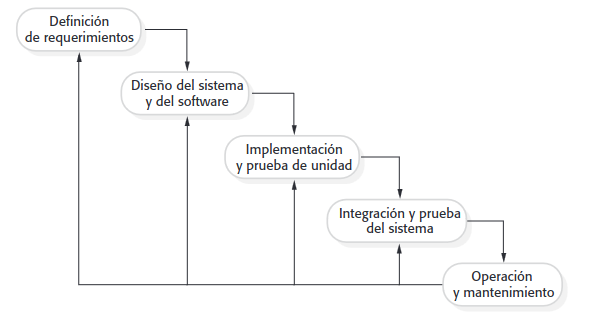 Definición
de requerimientos
Diseño del sistema
y del software
Implementación
y prueba de unidad
Integración y prueba
del sistema
Operación
y mantenimiento